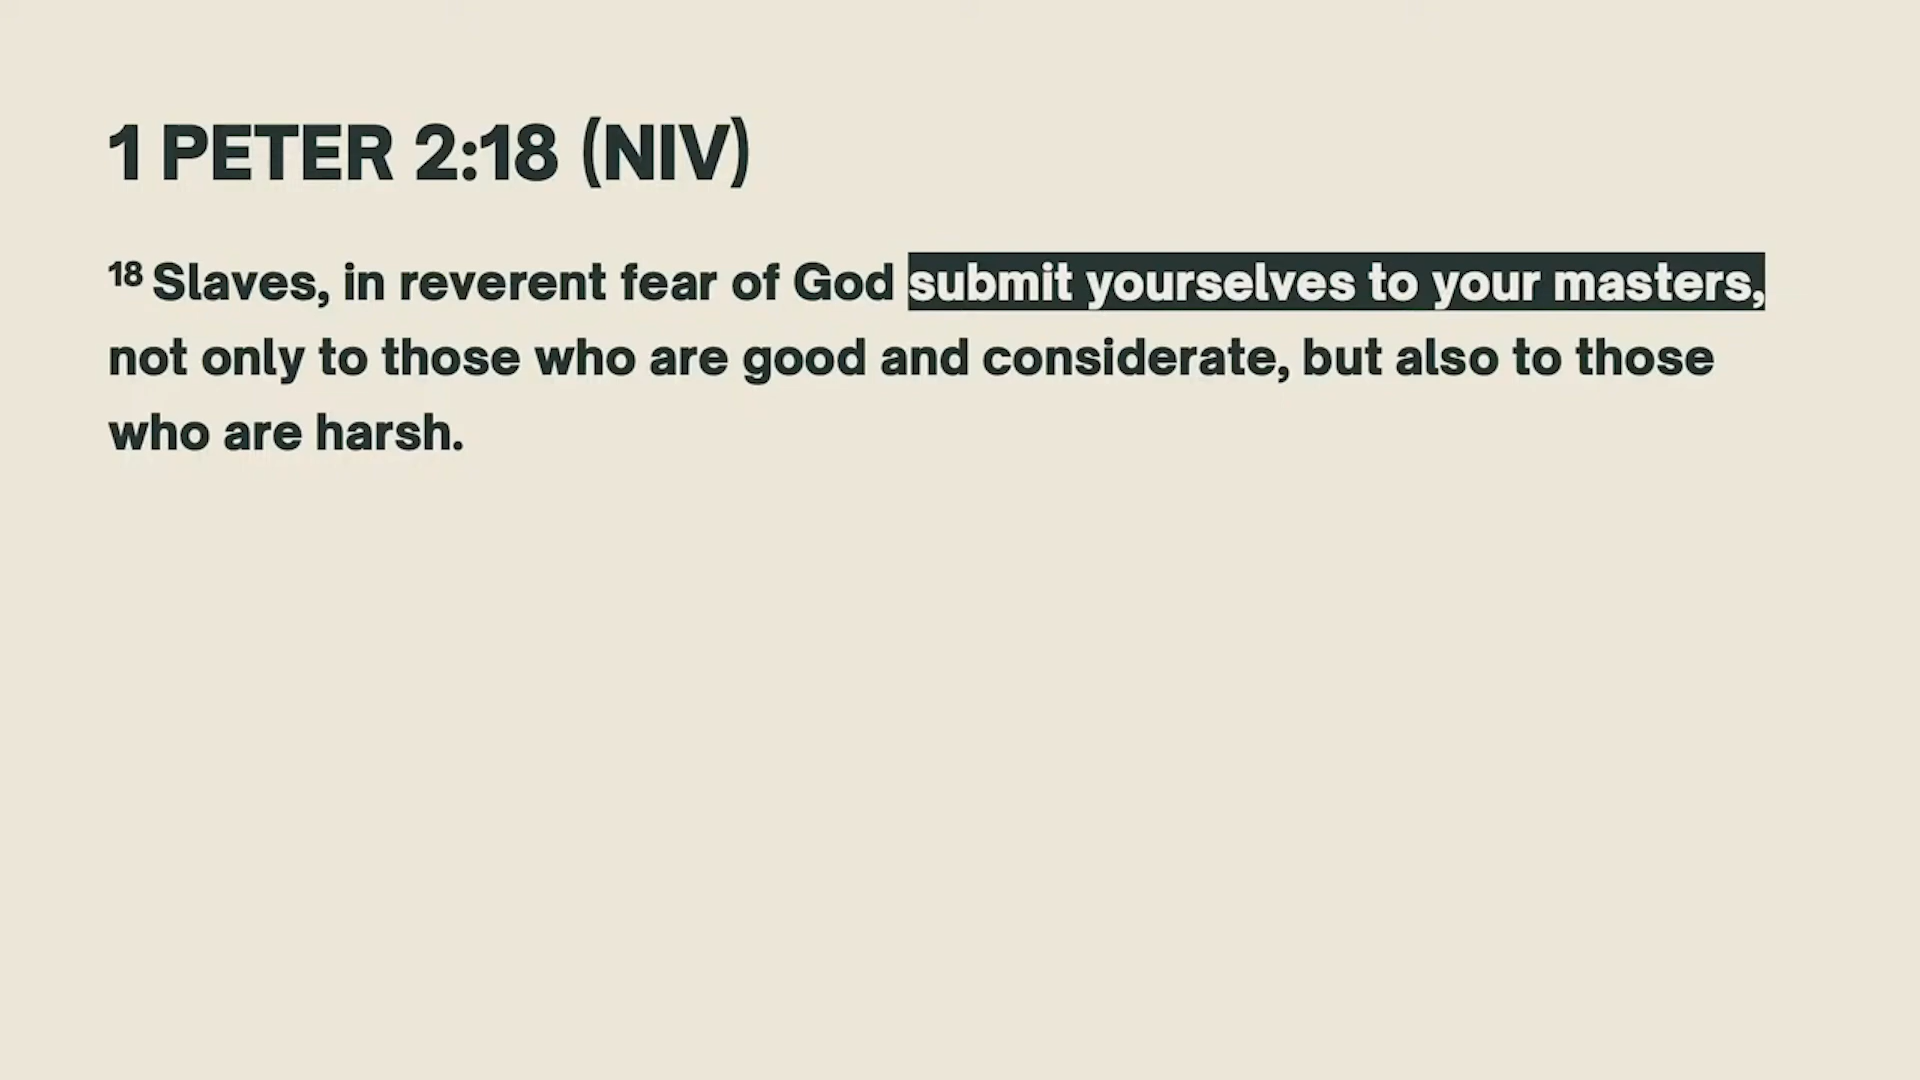 1 PETER 2:18 (NIV)
¹⁸ Slaves, in reverent fear of God submit yourselves to your masters,
not only to those who are good and considerate, but also to those
who are harsh.